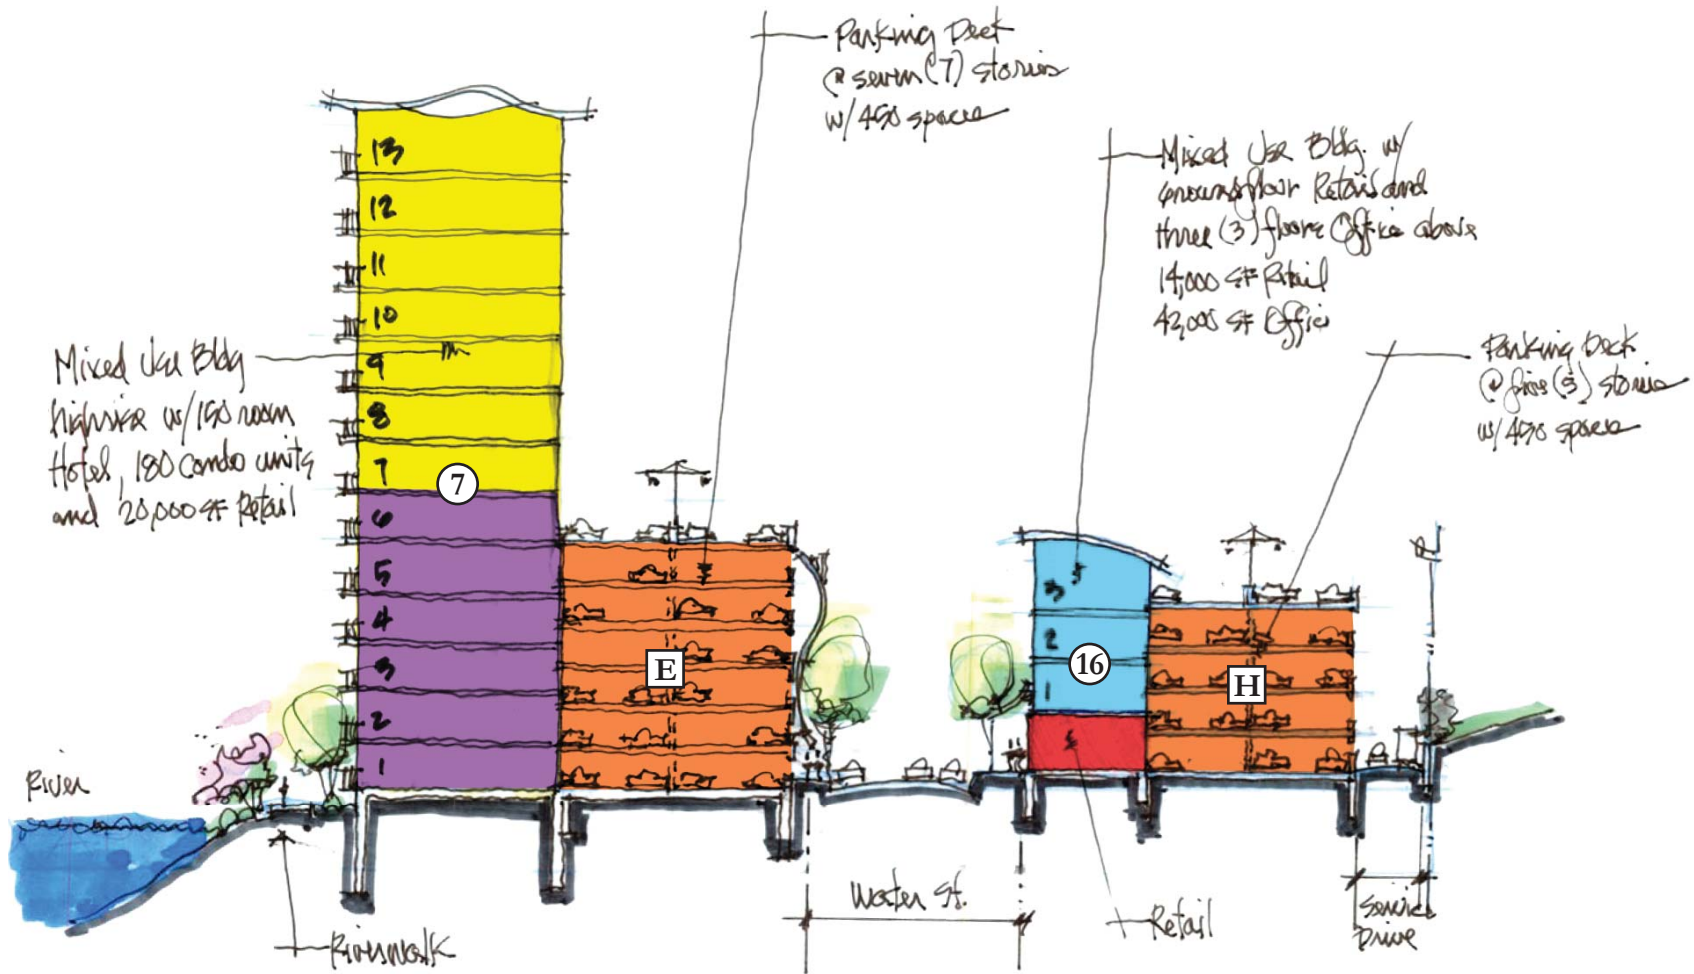 Parking Deck
@ seven (7) stories
w/ 450 spaces
Mixed Use Bldg. w/
ground floor Retail and
three (3) floors Office above
14,000 SF Retail
42,000 SF Office
Parking Deck
@ five (5) stories
w/ 450 spaces
Mixed Use Bldg
highrise w/ 150 room
Hotel, 180 condo units
and 20,000 SF Retail
13
12
11
10
9
8
7
6
5
4
3
2
1
7
E
3
2
1
16
H
River
Riverwalk
Water St.
Retail
Service
Drive